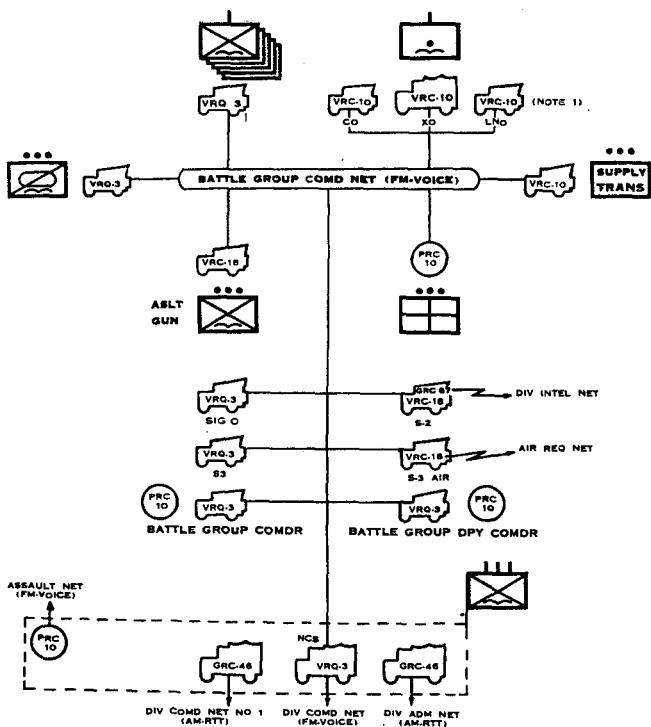 VRQ 3
VRC-10
VRC-10
VRC-10
(NOTE 1)
CO
XO
LNO
VRQ-3
BATTLE GROUP COMD NET (FM-VOICE)
VRC-10
SUPPLY
TRANS
VRC-18
PRC
10
ASLT
GUN
VRQ-3
GRC-87
VRC-18
DIV INTEL NET
SIG O
S-2
VRQ-3
VRC-18
AIR REQ NET
S3
S-3 AIR
PRC
10
VRQ-3
VRQ-3
PRC
10
BATTLE GROUP COMDR
BATTLE GROUP DPY COMDR
ASSAULT NET
(FM-VOICE)
PRC
10
NCS
GRC-46
VRQ-3
GRC-46
DIV COMD NET NO 1
(AM-RTT)
DIV COMD NET
(FM-VOICE)
DIV ADM NET
(AM-RTT)